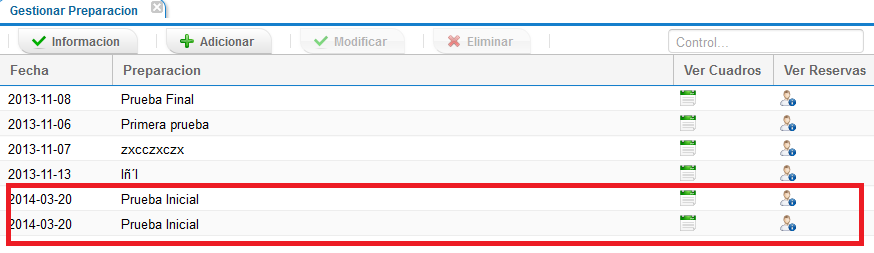 Gestionar Preparacion
Informacion Adicionar Modificar Eliminar Control...
Fecha Preparacion Ver Cuadros Ver Reservas
2013-11-08 Prueba Final
2013-11-06 Primera prueba
2013-11-07 zxcczxczx
2013-11-13 lñ´l
2014-03-20 Prueba Inicial
2014-03-20 Prueba Inicial